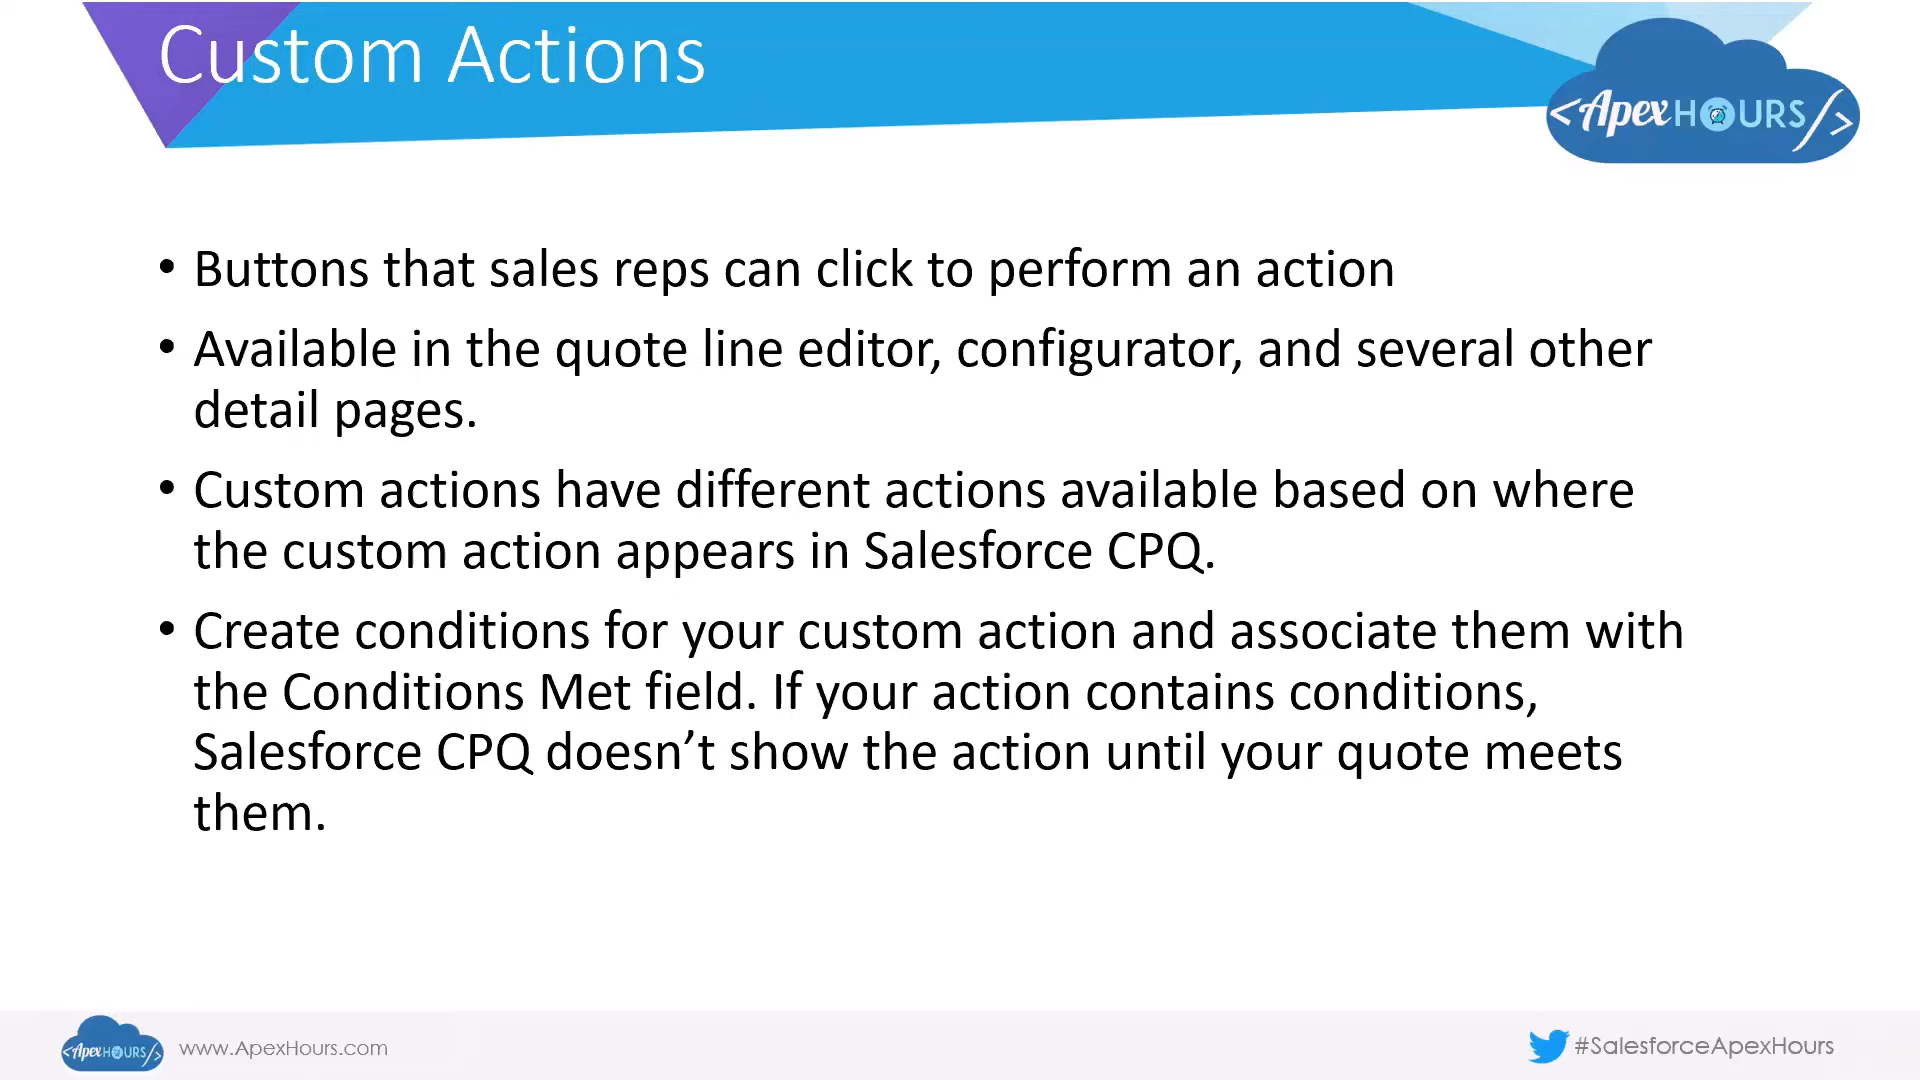 Custom Actions
<ApexHOURS/>
• Buttons that sales reps can click to perform an action
• Available in the quote line editor, configurator, and several other
detail pages.
• Custom actions have different actions available based on where
the custom action appears in Salesforce CPQ.
• Create conditions for your custom action and associate them with
the Conditions Met field. If your action contains conditions,
Salesforce CPQ doesn’t show the action until your quote meets
them.
<ApexHOURS/>
www.ApexHours.com
#SalesforceApexHours